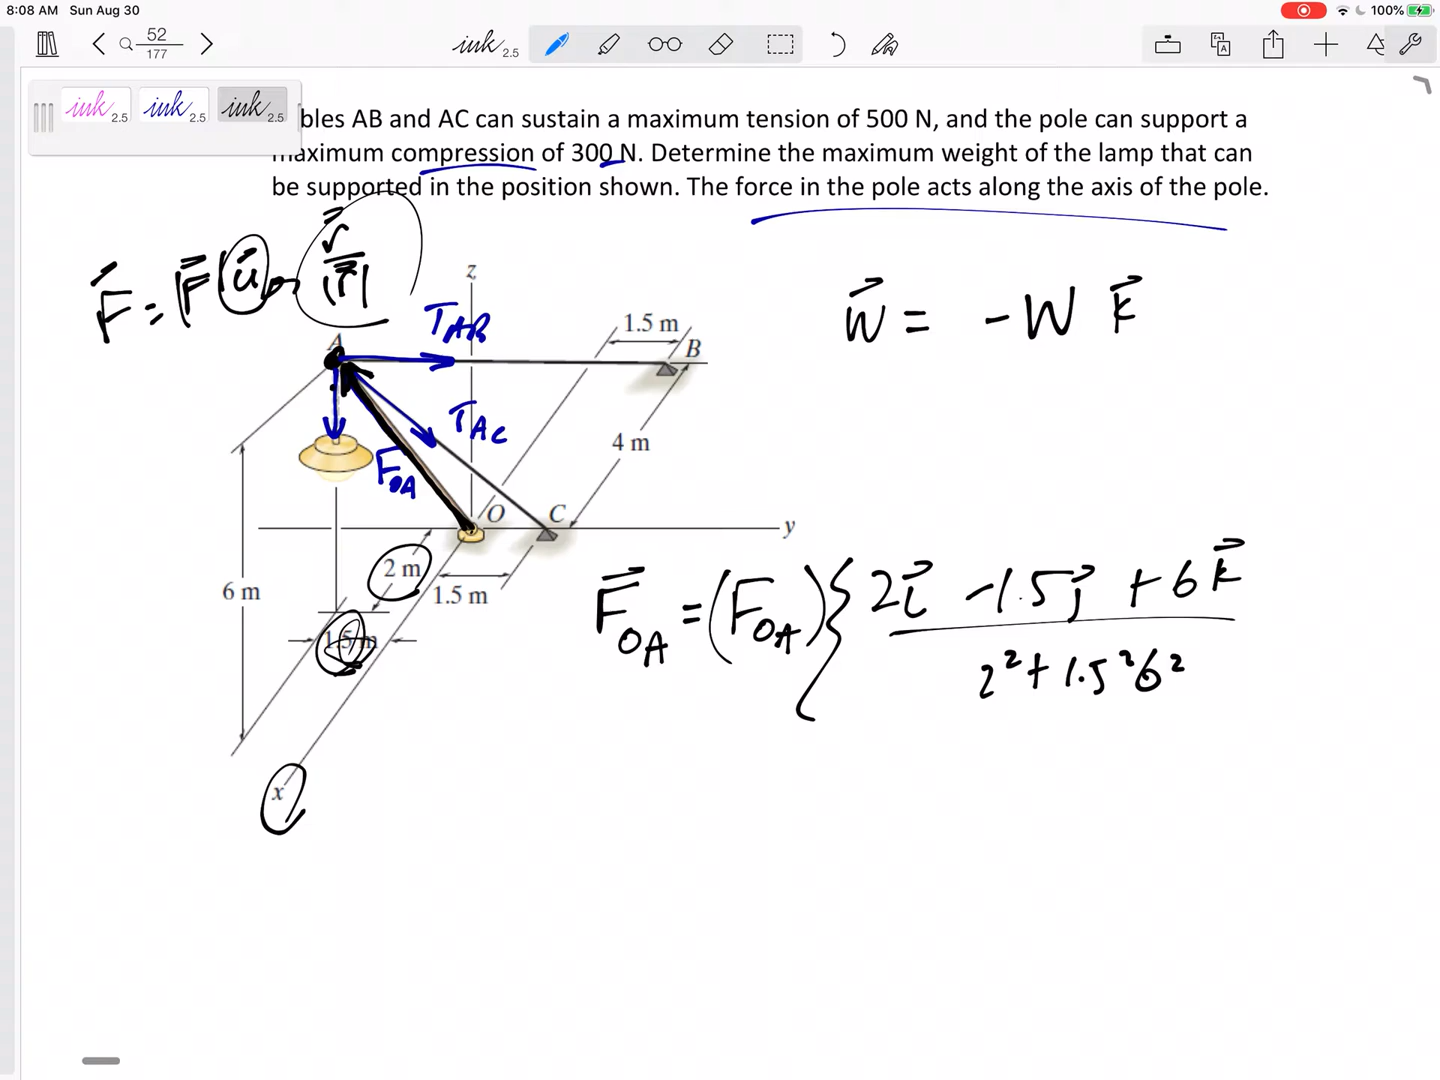 8:08 AM Sun Aug 30
100%
52
177
ink 2.5
ink 2.5 ink 2.5 ink 2.5
bles AB and AC can sustain a maximum tension of 500 N, and the pole can support a
maximum compression of 300 N. Determine the maximum weight of the lamp that can
be supported in the position shown. The force in the pole acts along the axis of the pole.
F⃗ = |F⃗| u⃗ r⃗/|r⃗|
W⃗ = -W k⃗
z
T_AB
1.5 m
A
B
T_AC
4 m
F_OA
O
C
y
2 m
6 m
1.5 m
1.5 m
F⃗_OA = (F_OA) { 2i⃗ - 1.5j⃗ + 6k⃗
2² + 1.5² 6²
x